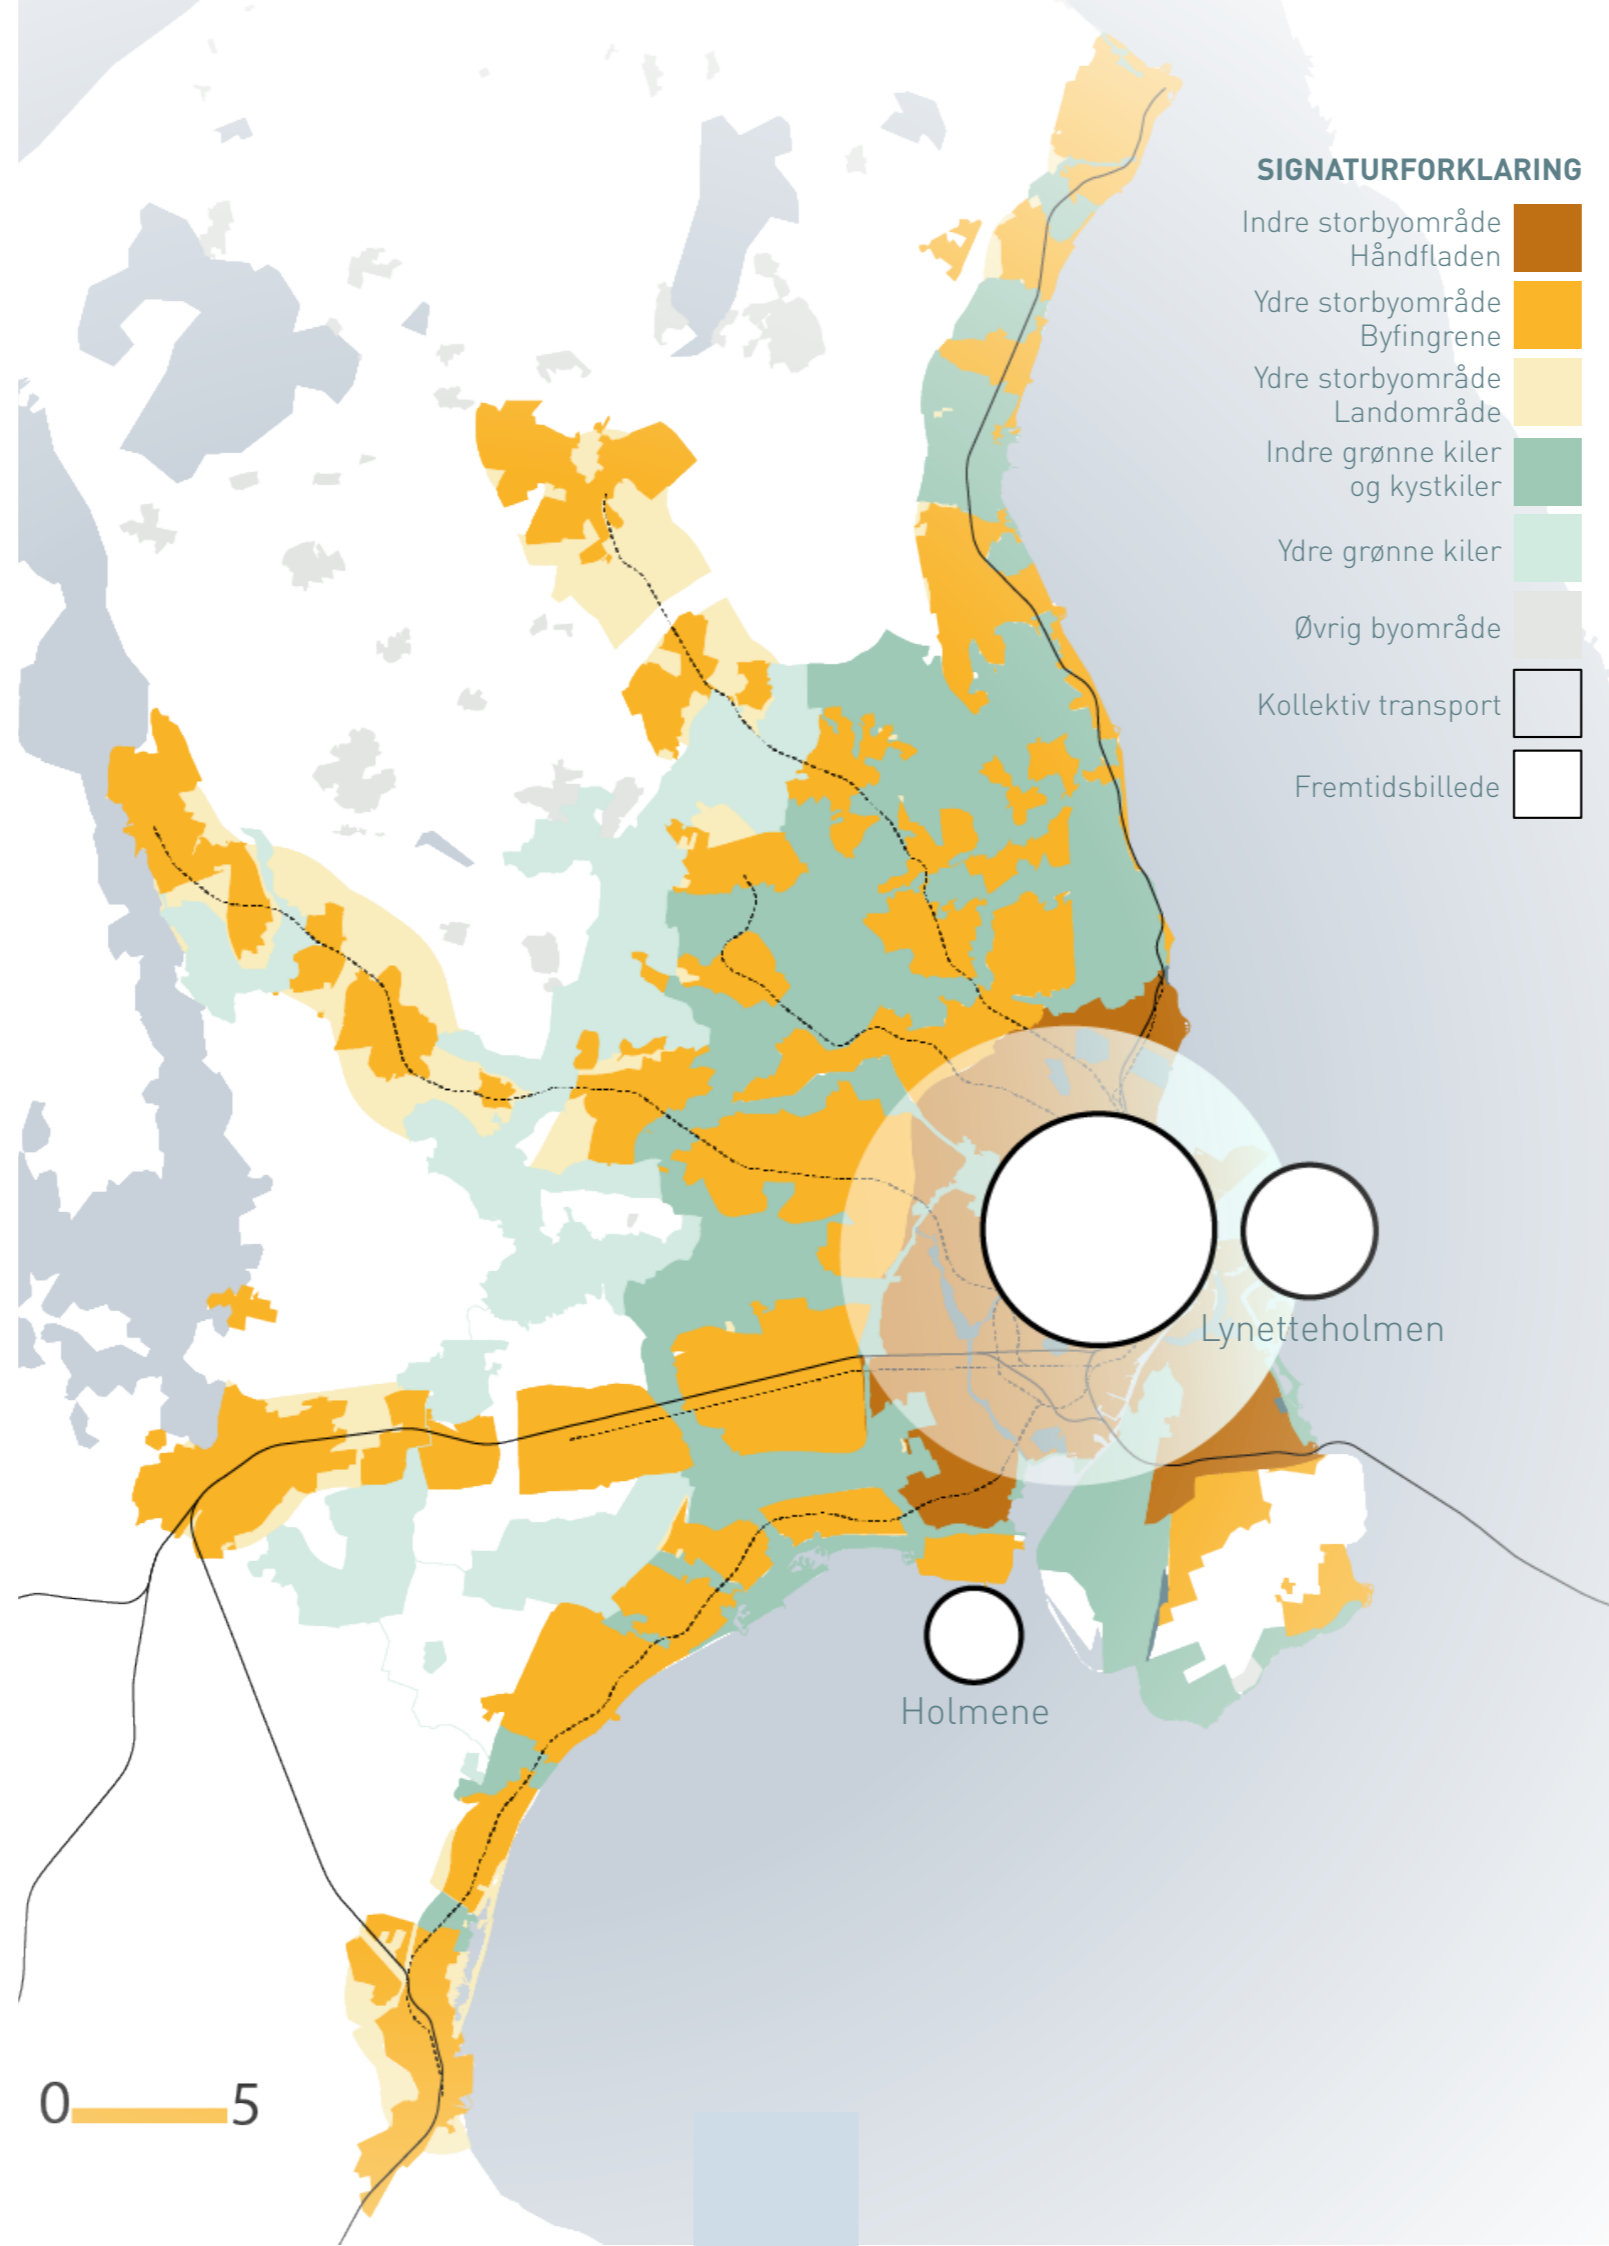 SIGNATURFORKLARING
Indre storbyområde
Håndfladen
Ydre storbyområde
Byfingrene
Ydre storbyområde
Landområde
Indre grønne kiler
og kystkiler
Ydre grønne kiler
Øvrig byområde
Kollektiv transport
Fremtidsbillede
Lynetteholmen
Holmene
0 5